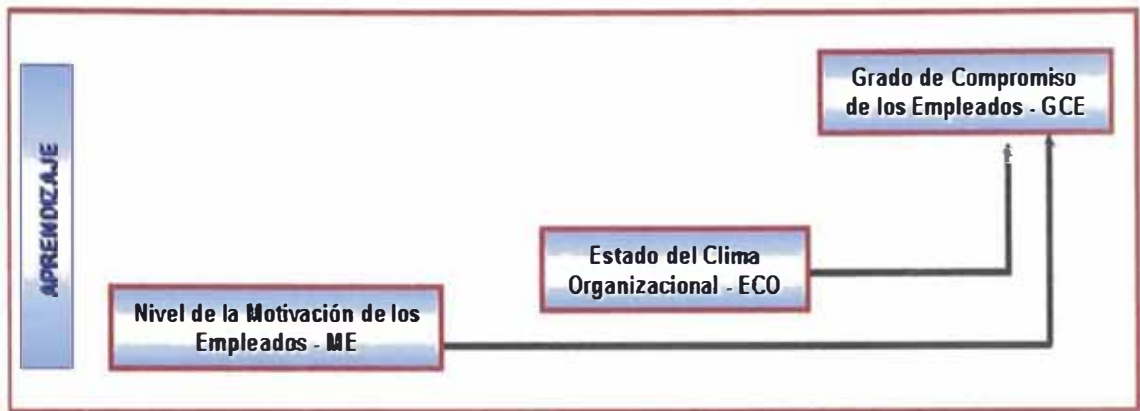 APRENDIZAJE
Grado de Compromiso
de los Empleados - GCE
Estado del Clima
Organizacional - ECO
Nivel de la Motivación de los
Empleados - ME